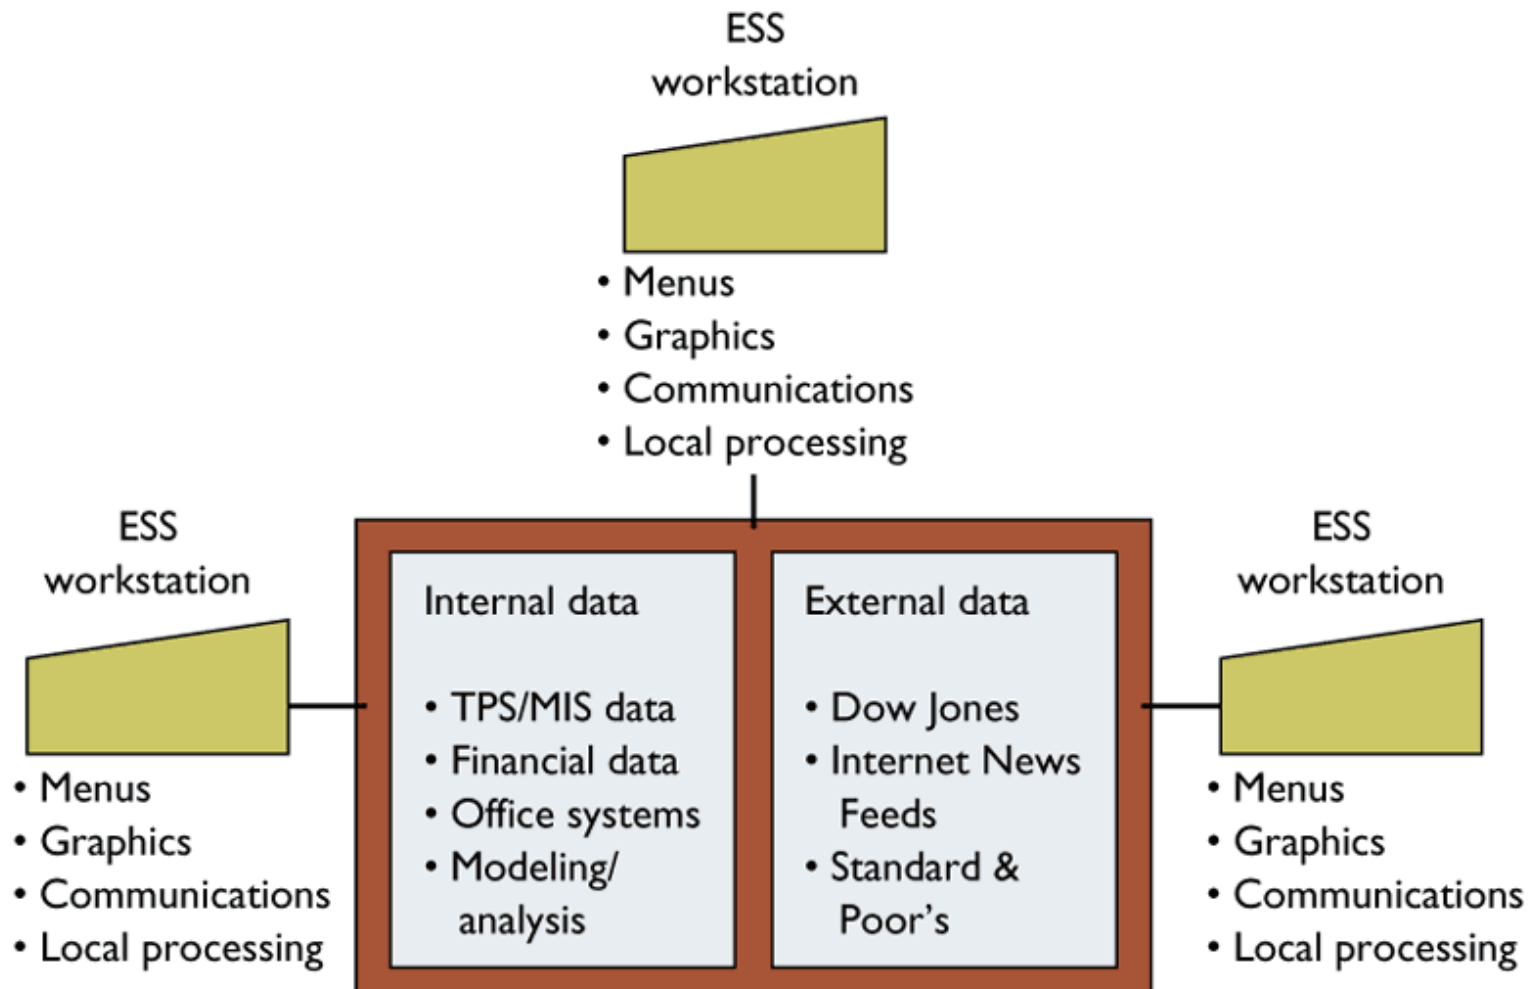 ESS
workstation
• Menus
• Graphics
• Communications
• Local processing
ESS
workstation
• Menus
• Graphics
• Communications
• Local processing
Internal data
• TPS/MIS data
• Financial data
• Office systems
• Modeling/
analysis
External data
• Dow Jones
• Internet News
Feeds
• Standard &
Poor's
ESS
workstation
• Menus
• Graphics
• Communications
• Local processing